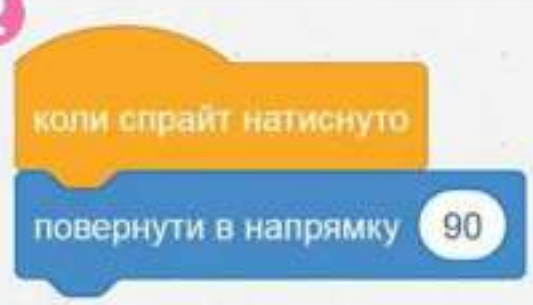 коли спрайт натиснуто
повернути в напрямку 90